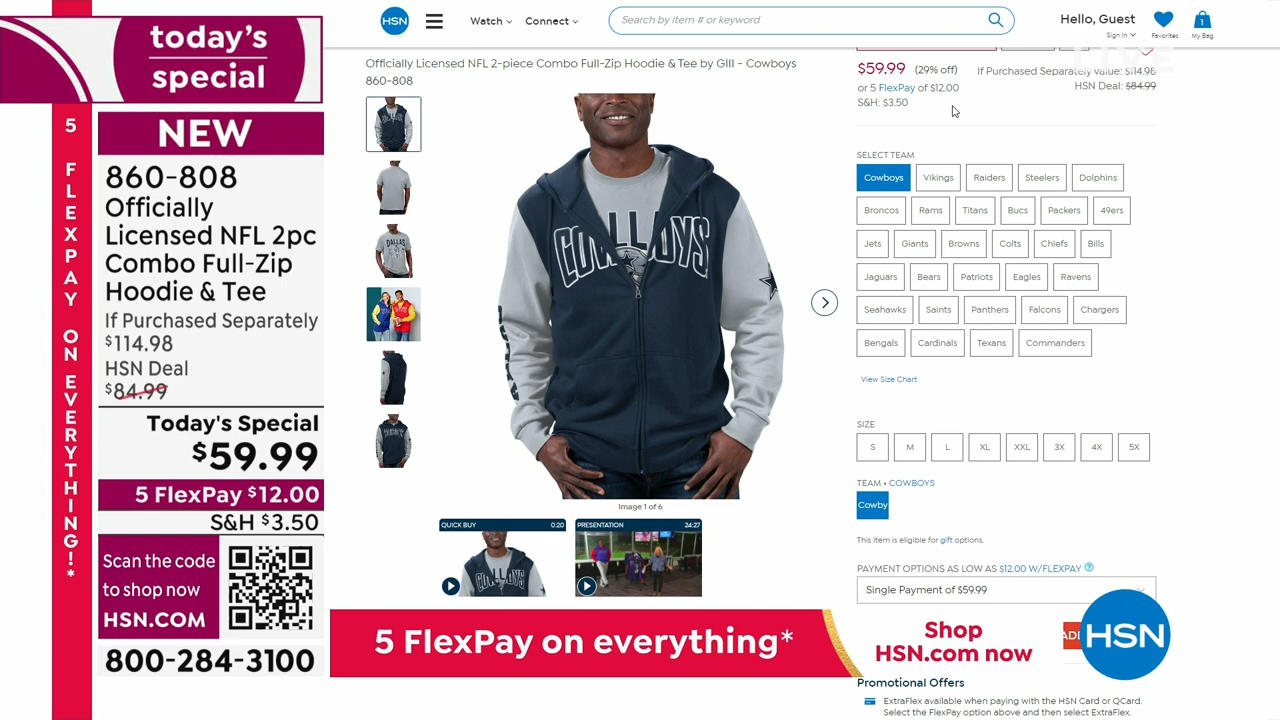 today's
special
5 FLEXPAY ON EVERYTHING!*
NEW
860-808
Officially
Licensed NFL 2pc
Combo Full-Zip
Hoodie & Tee
If Purchased Separately
$114.98
HSN Deal
$84.99
Today's Special
$59.99
5 FlexPay $12.00
S&H $3.50
Scan the code
to shop now
HSN.COM
800-284-3100
HSN
Watch
Connect
Search by item # or keyword
Hello, Guest
Sign In
Favorites
1
My Bag
LIVE
Officially Licensed NFL 2-piece Combo Full-Zip Hoodie & Tee by GIII - Cowboys
860-808
DALLAS
COWBOYS
Image 1 of 6
QUICK BUY 0:20
PRESENTATION 24:27
$59.99 (29% off)
If Purchased Separately Value: $114.98
or 5 FlexPay of $12.00
HSN Deal: $84.99
S&H: $3.50
SELECT TEAM
Cowboys Vikings Raiders Steelers Dolphins
Broncos Rams Titans Bucs Packers 49ers
Jets Giants Browns Colts Chiefs Bills
Jaguars Bears Patriots Eagles Ravens
Seahawks Saints Panthers Falcons Chargers
Bengals Cardinals Texans Commanders
View Size Chart
SIZE
S M L XL XXL 3X 4X 5X
TEAM • COWBOYS
Cowby
This item is eligible for gift options.
PAYMENT OPTIONS AS LOW AS $12.00 W/FLEXPAY
Single Payment of $59.99
5 FlexPay on everything*
Shop
HSN.com now
HSN
Promotional Offers
ExtraFlex available when paying with the HSN Card or QCard.
Select the FlexPay option above and then select ExtraFlex.